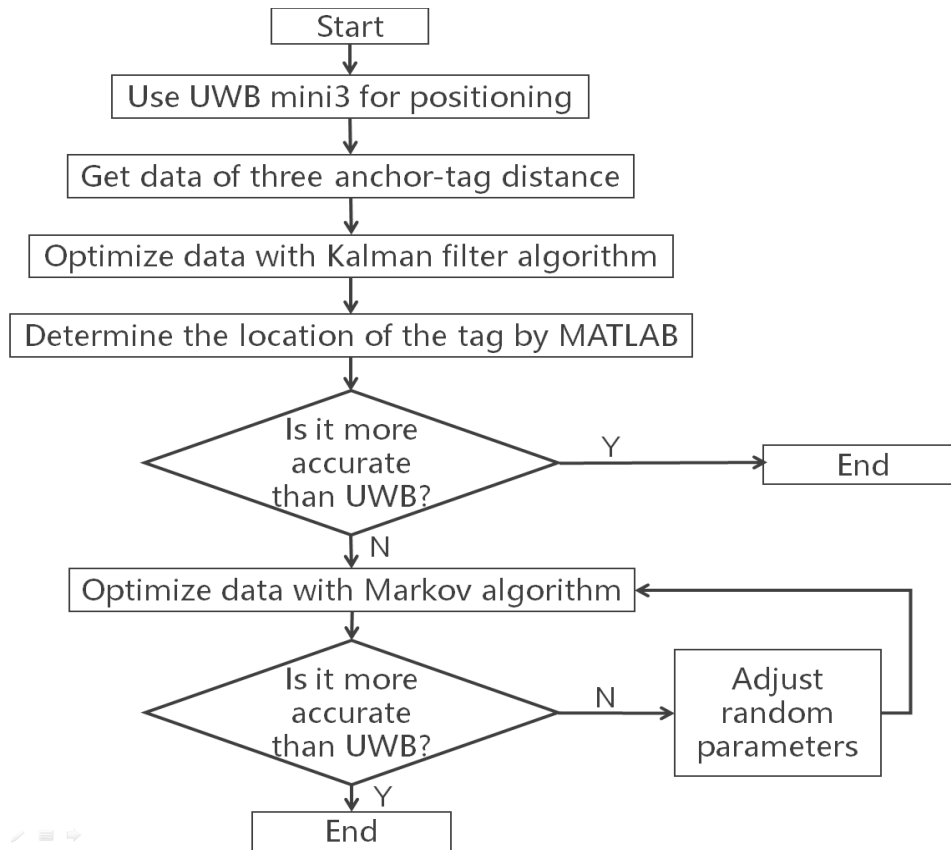 Start
Use UWB mini3 for positioning
Get data of three anchor-tag distance
Optimize data with Kalman filter algorithm
Determine the location of the tag by MATLAB
Is it more
accurate
than UWB?
Y
End
N
Optimize data with Markov algorithm
Is it more
accurate
than UWB?
N
Adjust
random
parameters
Y
End